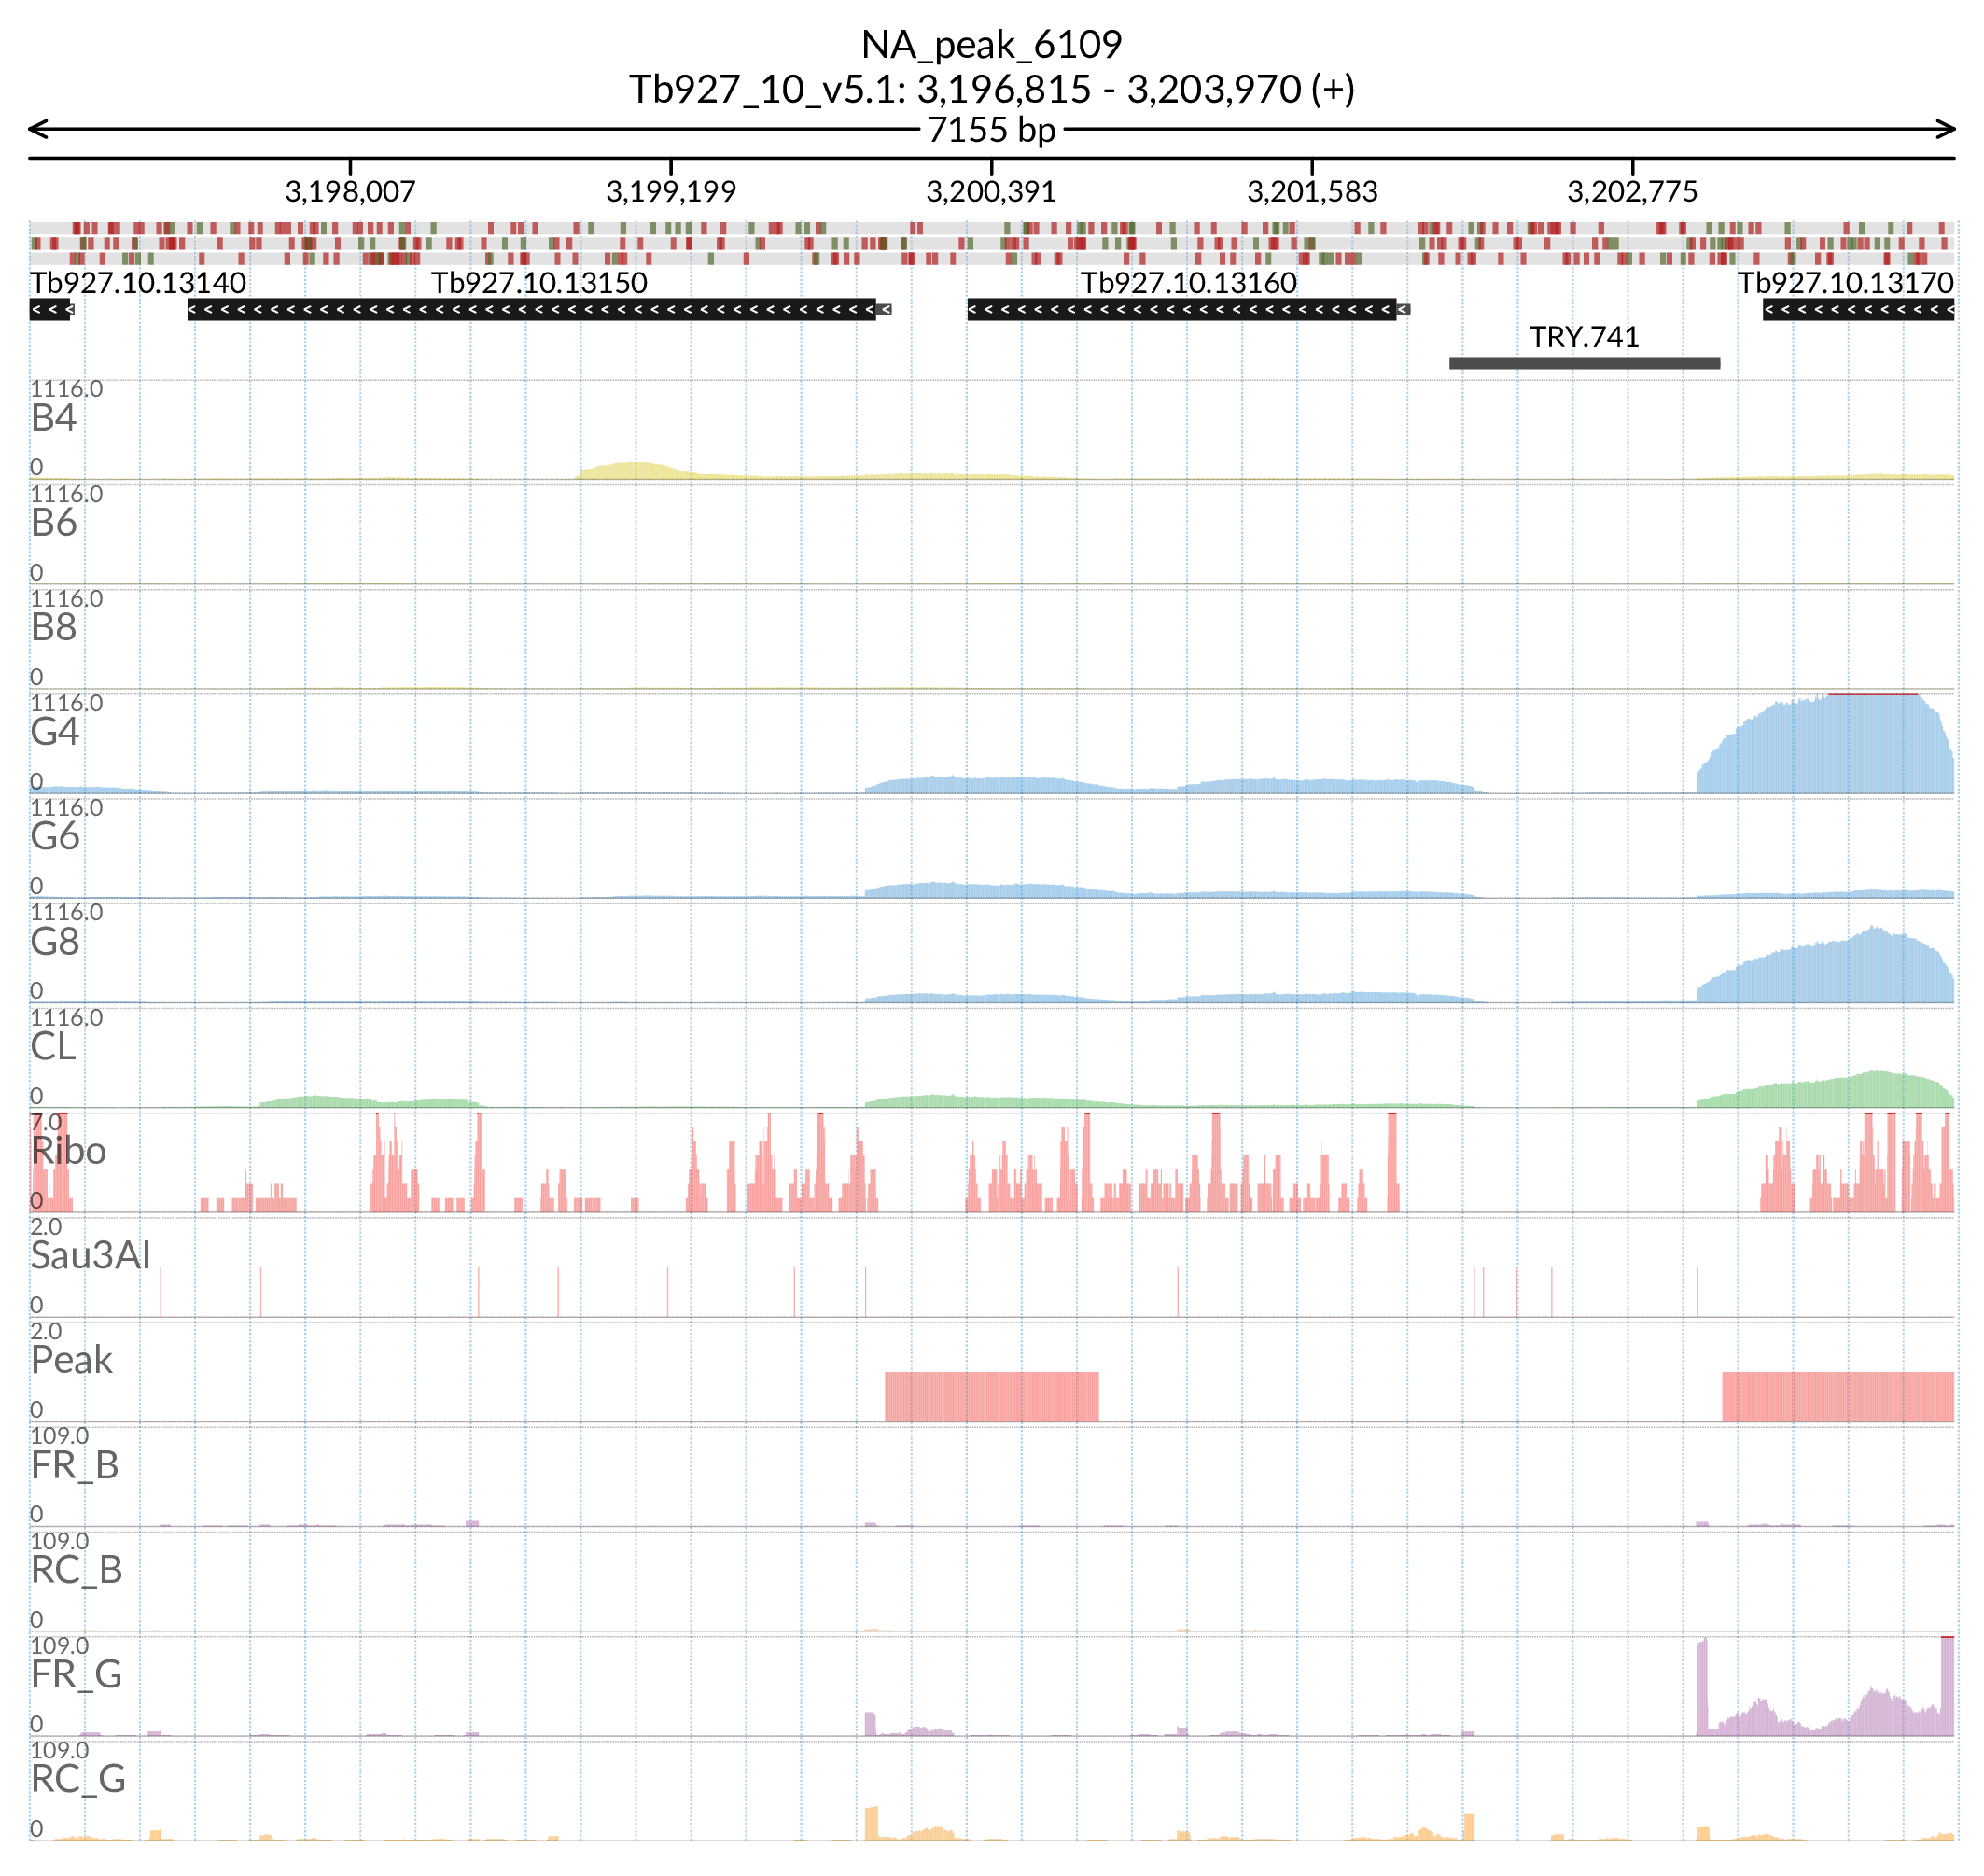 NA_peak_6109
Tb927_10_v5.1: 3,196,815 - 3,203,970 (+)
7155 bp
3,198,007 3,199,199 3,200,391 3,201,583 3,202,775
Tb927.10.13140 Tb927.10.13150 Tb927.10.13160 Tb927.10.13170
TRY.741
1116.0
B4
0
1116.0
B6
0
1116.0
B8
0
1116.0
G4
0
1116.0
G6
0
1116.0
G8
0
1116.0
CL
0
7.0
Ribo
0
2.0
Sau3AI
0
2.0
Peak
0
109.0
FR_B
0
109.0
RC_B
0
109.0
FR_G
0
109.0
RC_G
0